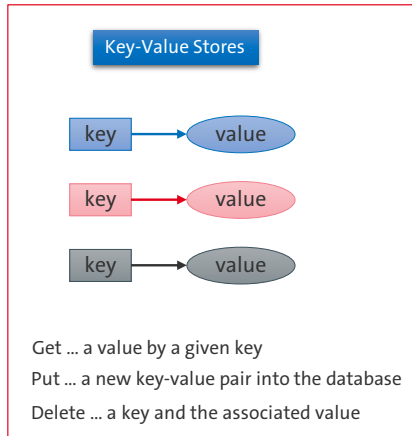 Key-Value Stores
key value
key value
key value
Get ... a value by a given key
Put ... a new key-value pair into the database
Delete ... a key and the associated value